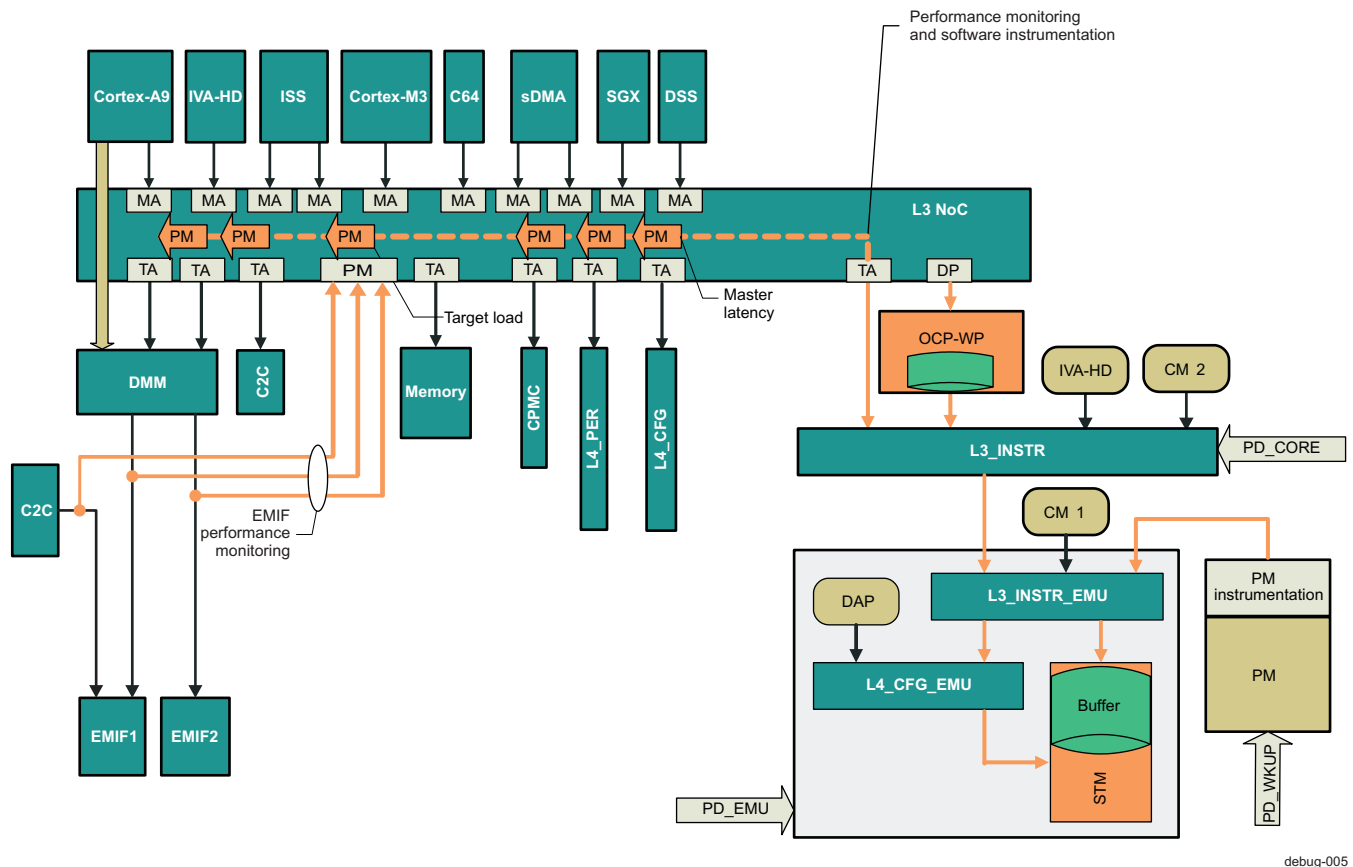 Performance monitoring
and software instrumentation
Cortex-A9
IVA-HD
ISS
Cortex-M3
C64
sDMA
SGX
DSS
MA
MA
MA
MA
MA
MA
MA
MA
MA
MA
L3 NoC
PM
PM
PM
PM
PM
PM
TA
TA
TA
PM
TA
TA
TA
TA
TA
DP
Target load
Master
latency
DMM
C2C
Memory
CPMC
L4_PER
L4_CFG
OCP-WP
IVA-HD
CM 2
L3_INSTR
PD_CORE
C2C
EMIF
performance
monitoring
CM 1
L3_INSTR_EMU
DAP
L4_CFG_EMU
Buffer
STM
PM
instrumentation
PM
EMIF1
EMIF2
PD_EMU
PD_WKUP
debug-005